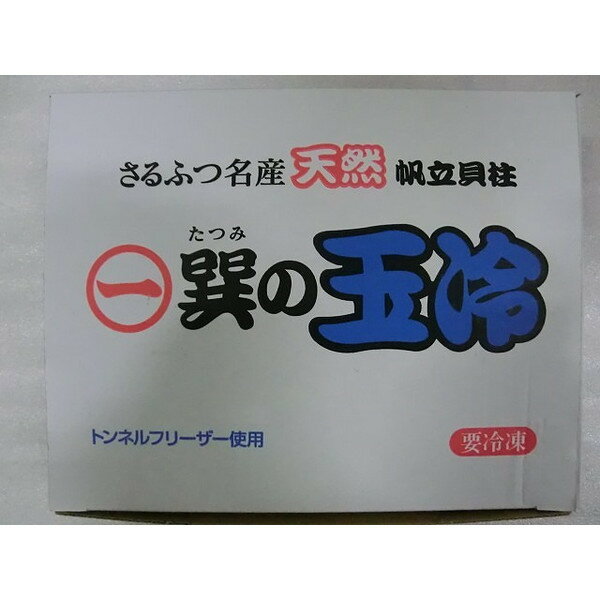 さるふつ名産 天然 帆立貝柱
たつみ
一 巽の玉冷
トンネルフリーザー使用
要冷凍